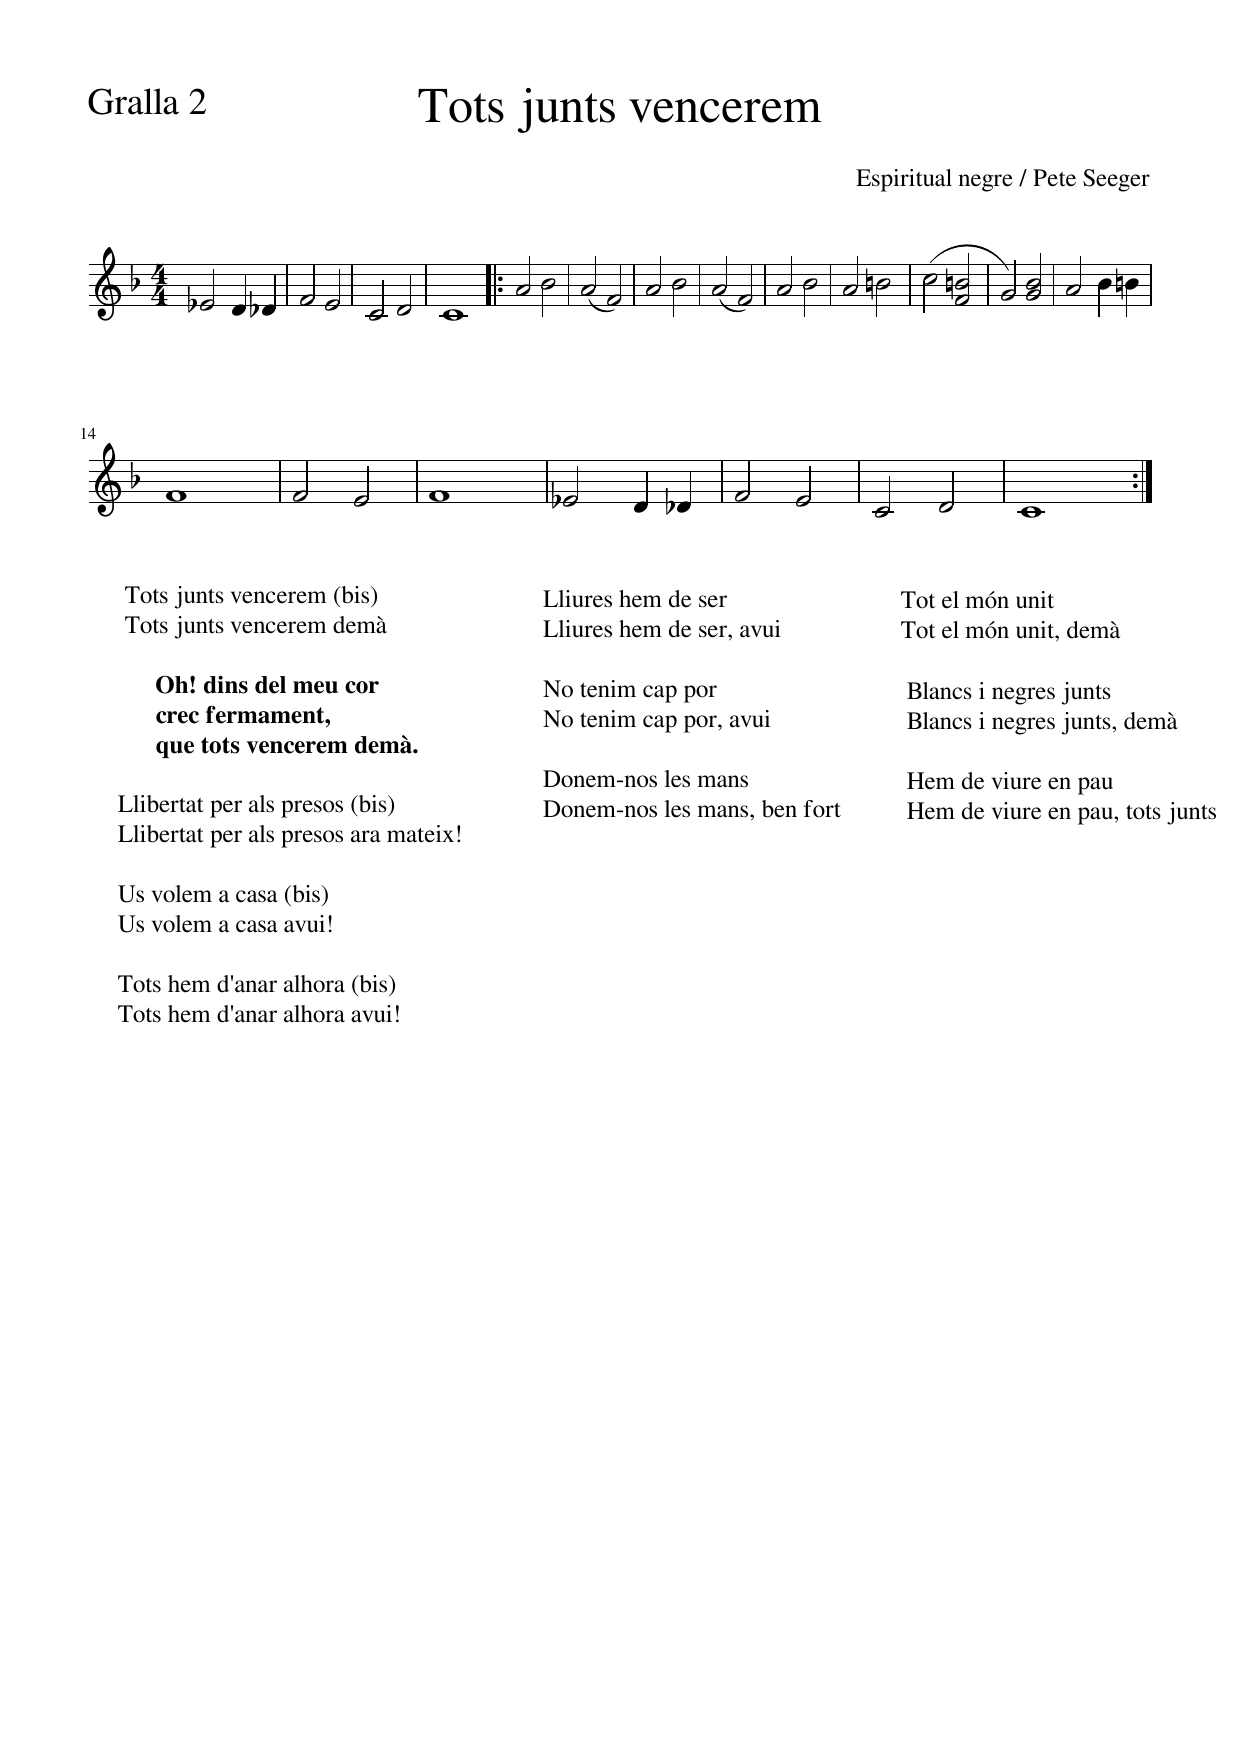 Gralla 2
Tots junts vencerem
Espiritual negre / Pete Seeger
4
4
14
Tots junts vencerem (bis)
Tots junts vencerem demà
Oh! dins del meu cor
crec fermament,
que tots vencerem demà.
Llibertat per als presos (bis)
Llibertat per als presos ara mateix!
Us volem a casa (bis)
Us volem a casa avui!
Tots hem d'anar alhora (bis)
Tots hem d'anar alhora avui!
Lliures hem de ser
Lliures hem de ser, avui
No tenim cap por
No tenim cap por, avui
Donem-nos les mans
Donem-nos les mans, ben fort
Tot el món unit
Tot el món unit, demà
Blancs i negres junts
Blancs i negres junts, demà
Hem de viure en pau
Hem de viure en pau, tots junts